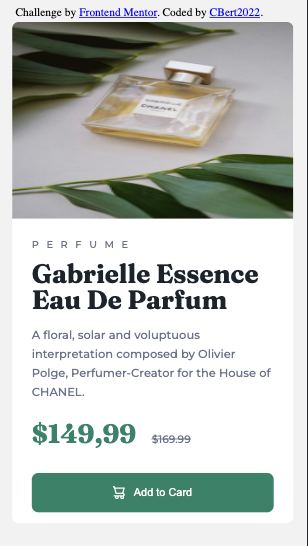 Challenge by Frontend Mentor. Coded by CBert2022.
CHANEL
P E R F U M E
Gabrielle Essence
Eau De Parfum
A floral, solar and voluptuous
interpretation composed by Olivier
Polge, Perfumer-Creator for the House of
CHANEL.
$149,99 $169.99
Add to Card